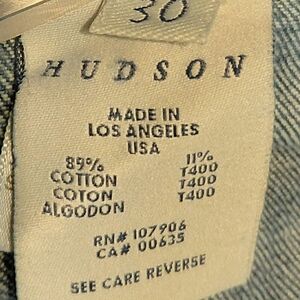 30
HUDSON
MADE IN
LOS ANGELES
USA
89% 11%
COTTON T400
COTON T400
ALGODON T400
RN# 107906
CA# 00635
SEE CARE REVERSE